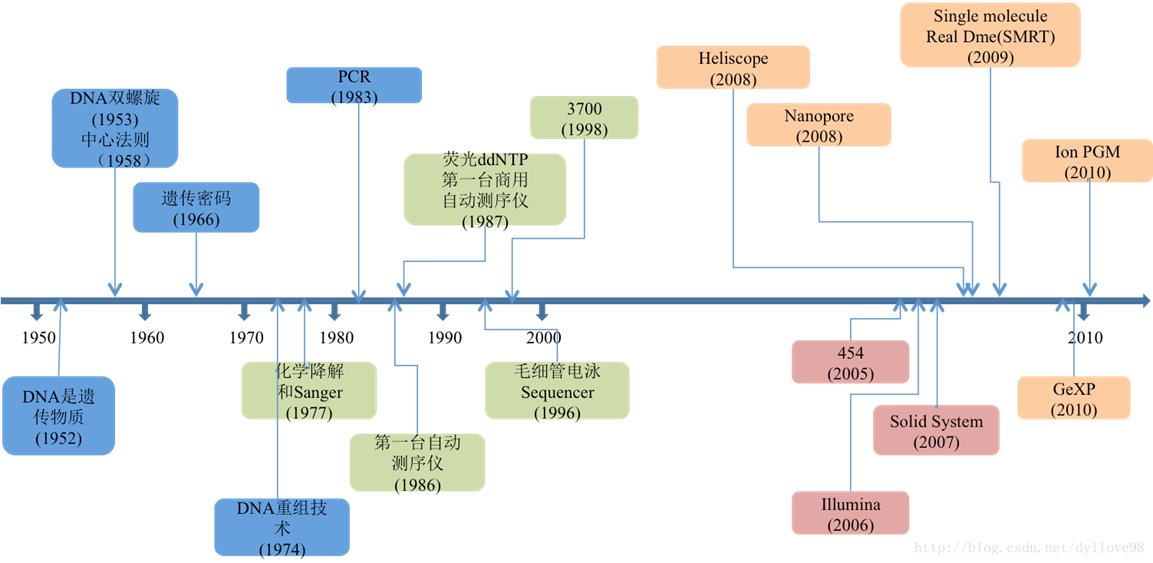 Single molecule
Real Dme(SMRT)
(2009)
Heliscope
(2008)
PCR
(1983)
DNA双螺旋
(1953)
中心法则
（1958）
3700
(1998)
Nanopore
(2008)
荧光ddNTP
第一台商用
自动测序仪
(1987)
Ion PGM
(2010)
遗传密码
(1966)
1950
1960
1970
1980
1990
2000
2010
DNA是遗
传物质
(1952)
化学降解
和Sanger
(1977)
毛细管电泳
Sequencer
(1996)
454
(2005)
GeXP
(2010)
第一台自动
测序仪
(1986)
Solid System
(2007)
DNA重组技
术
(1974)
Illumina
(2006)
http://blog.csdn.net/dyllove98